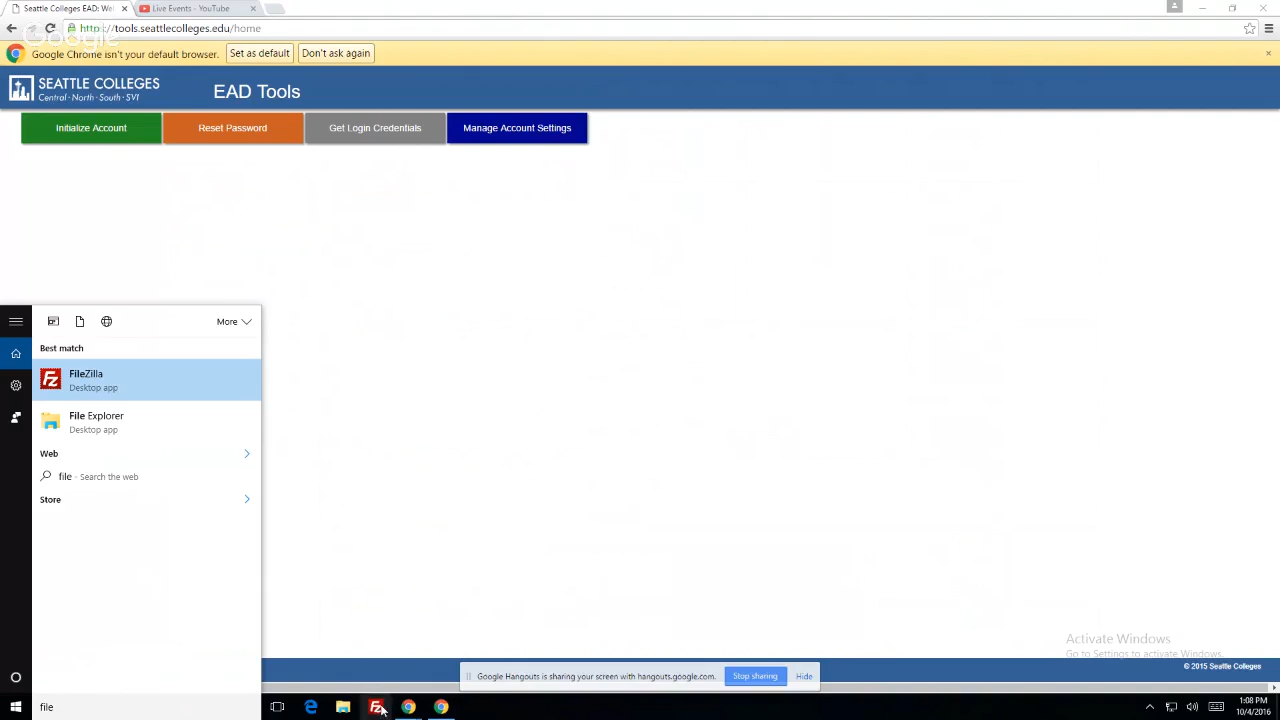 Seattle Colleges EAD: Wel
Live Events - YouTube
https://tools.seattlecolleges.edu/home
Google
Google Chrome isn't your default browser.
Set as default
Don't ask again
SEATTLE COLLEGES
Central · North · South · SVI
EAD Tools
Initialize Account
Reset Password
Get Login Credentials
Manage Account Settings
More
Best match
FileZilla
Desktop app
File Explorer
Desktop app
Web
file - Search the web
Store
Activate Windows
Go to Settings to activate Windows.
© 2015 Seattle Colleges
Google Hangouts is sharing your screen with hangouts.google.com.
Stop sharing
Hide
file
1:08 PM
10/4/2016